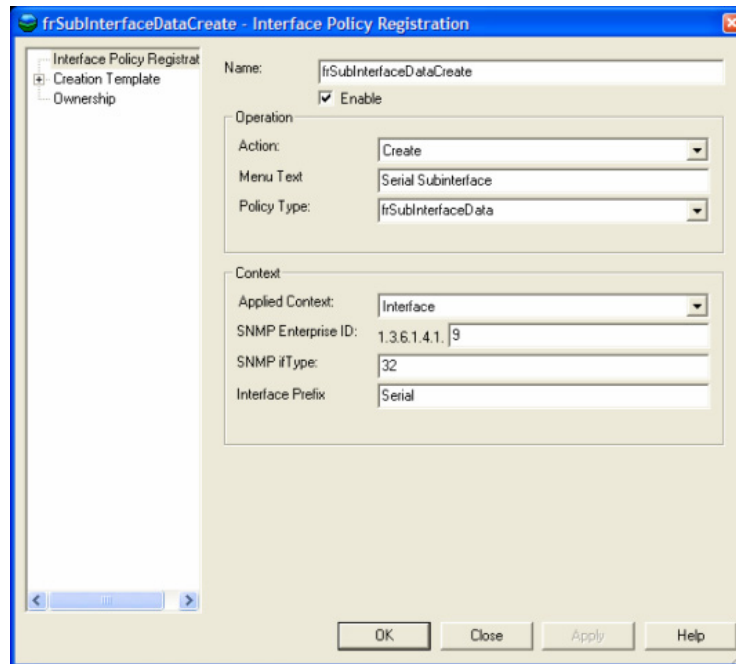 frSubInterfaceDataCreate - Interface Policy Registration
Interface Policy Registrat
Creation Template
Ownership
Name: frSubInterfaceDataCreate
Enable
Operation
Action: Create
Menu Text Serial Subinterface
Policy Type: frSubInterfaceData
Context
Applied Context: Interface
SNMP Enterprise ID: 1.3.6.1.4.1. 9
SNMP ifType: 32
Interface Prefix Serial
OK Close Apply Help